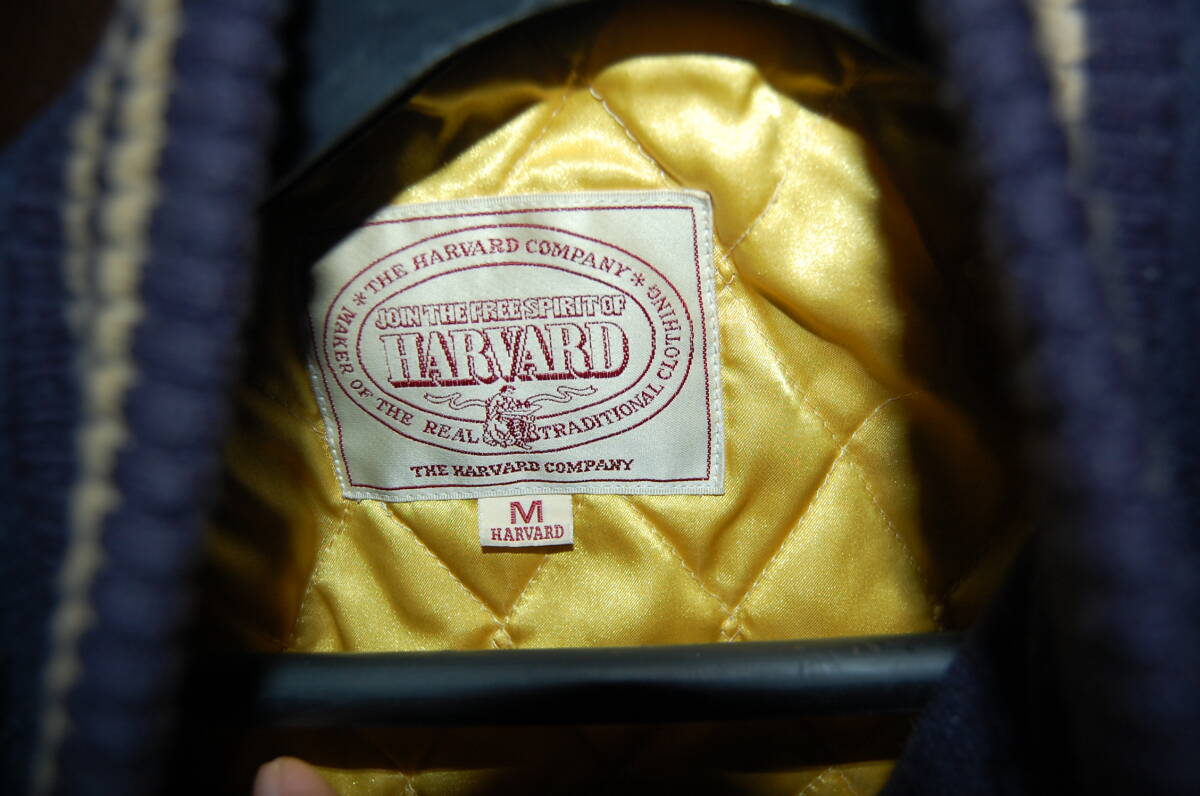 *THE HARVARD COMPANY*
MAKER OF THE REAL TRADITIONAL CLOTHING
JOIN THE FREE SPIRIT OF
HARVARD
THE HARVARD COMPANY
M
HARVARD